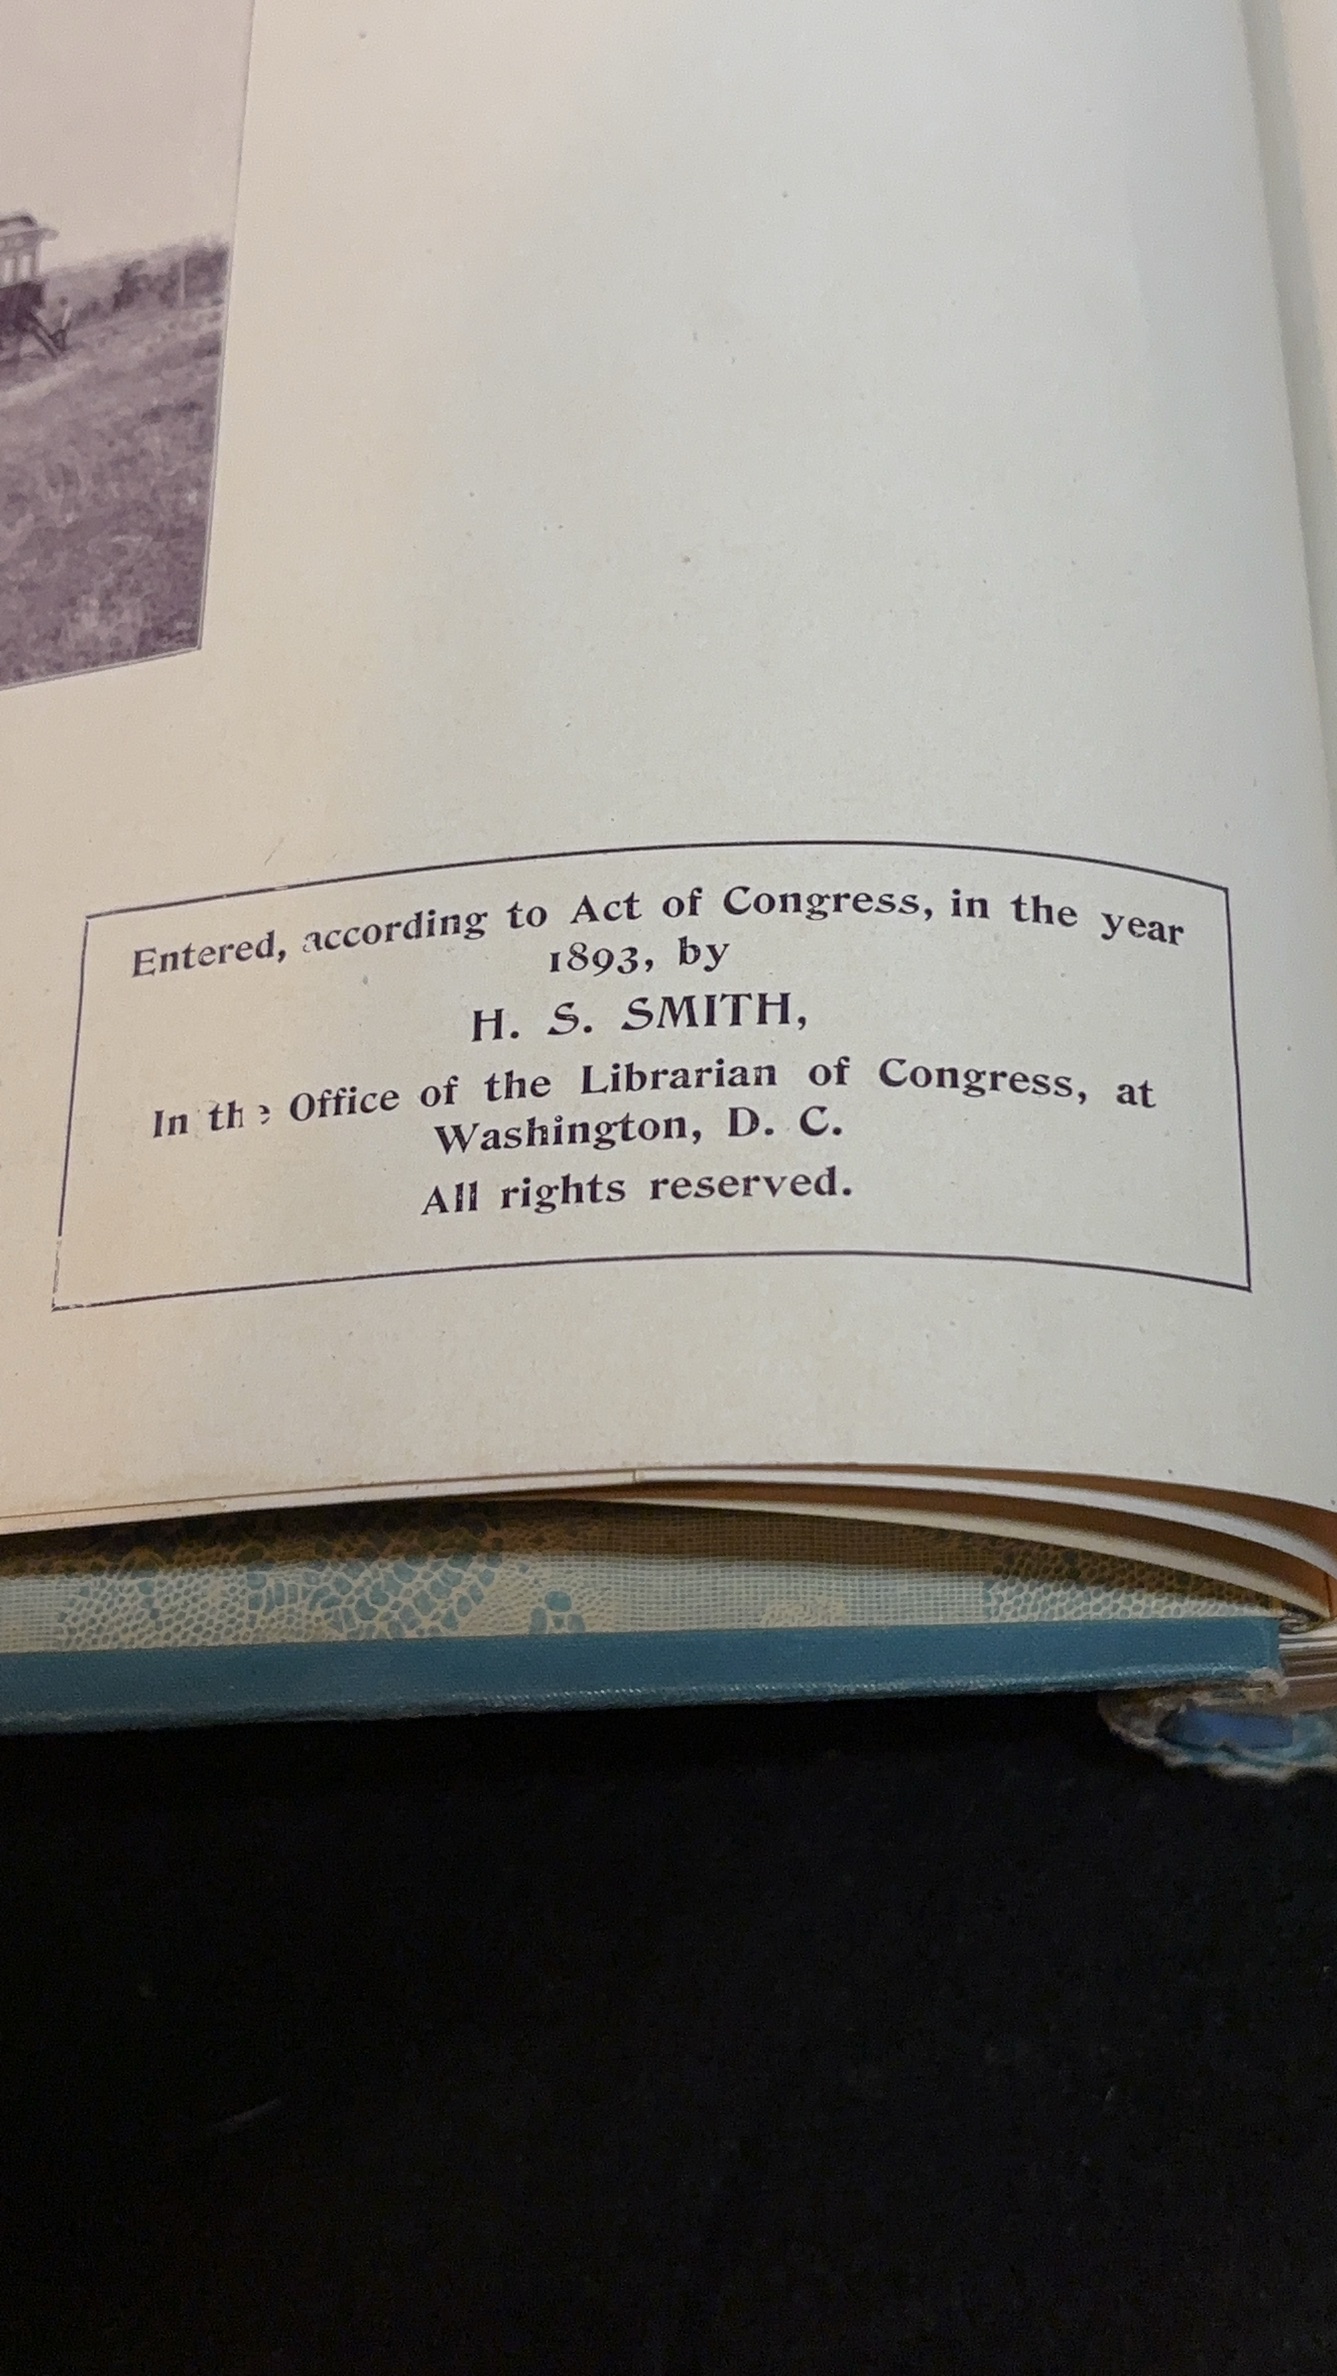 Entered, according to Act of Congress, in the year
1893, by
H. S. SMITH,
In the Office of the Librarian of Congress, at
Washington, D. C.
All rights reserved.